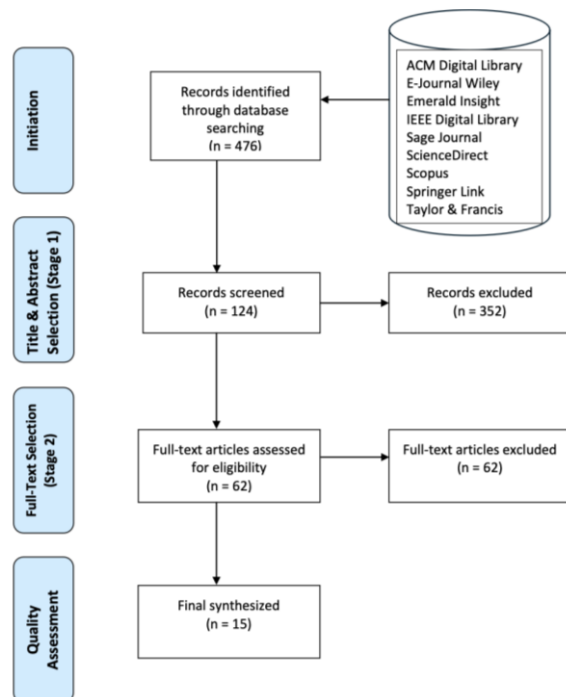 ACM Digital Library
E-Journal Wiley
Emerald Insight
IEEE Digital Library
Sage Journal
ScienceDirect
Scopus
Springer Link
Taylor & Francis
Initiation
Records identified
through database
searching
(n = 476)
Title & Abstract
Selection (Stage 1)
Records screened
(n = 124)
Records excluded
(n = 352)
Full-Text Selection
(Stage 2)
Full-text articles assessed
for eligibility
(n = 62)
Full-text articles excluded
(n = 62)
Quality
Assessment
Final synthesized
(n = 15)